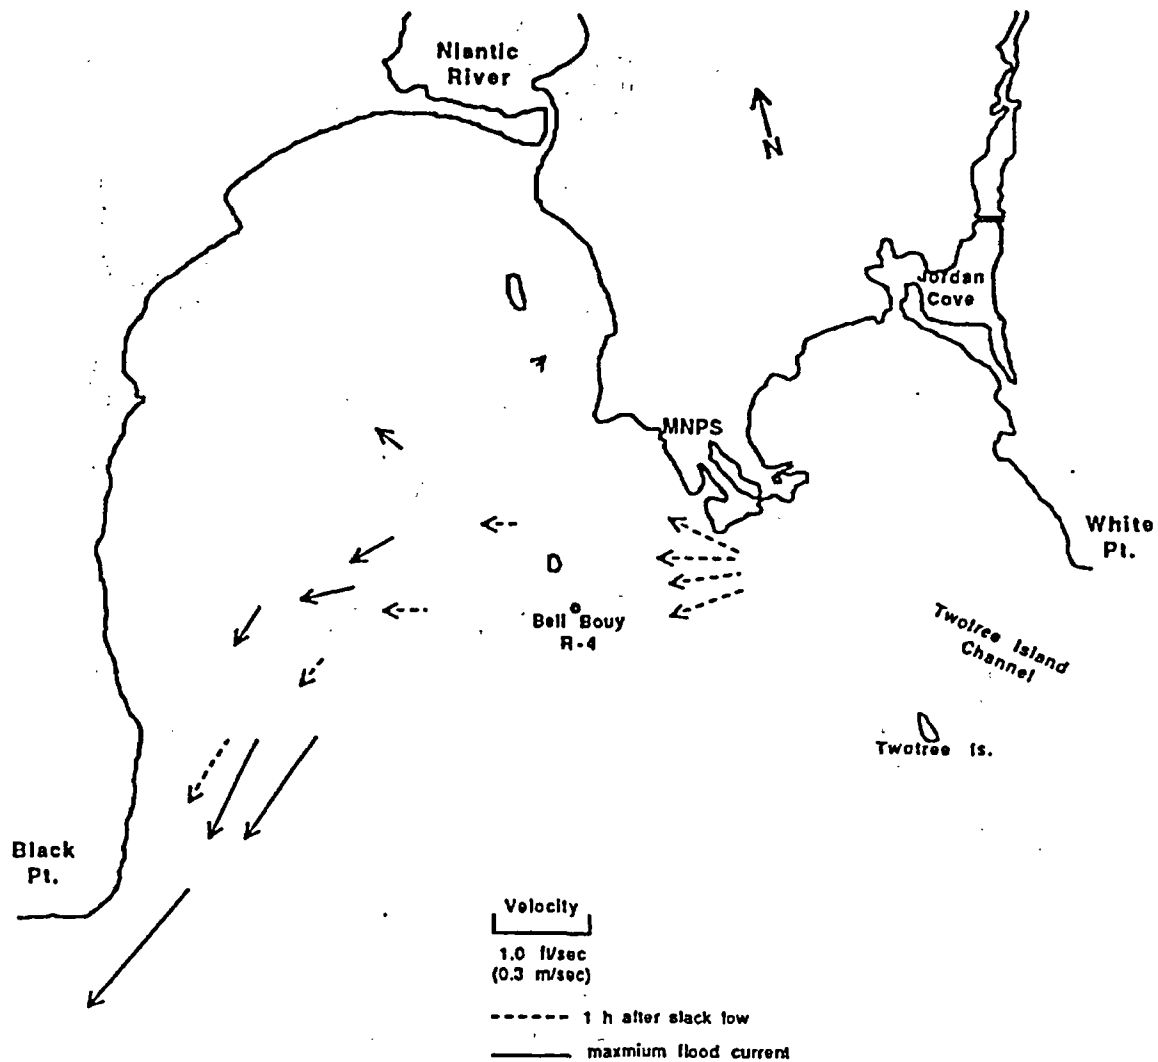 Niantic
River
N
Jordan
Cove
MNPS
White
Pt.
D
Bell Bouy
R-4
Twotree Island
Channel
Twotree Is.
Black
Pt.
Velocity
1.0 ft/sec
(0.3 m/sec)
1 h after slack low
maxmium flood current